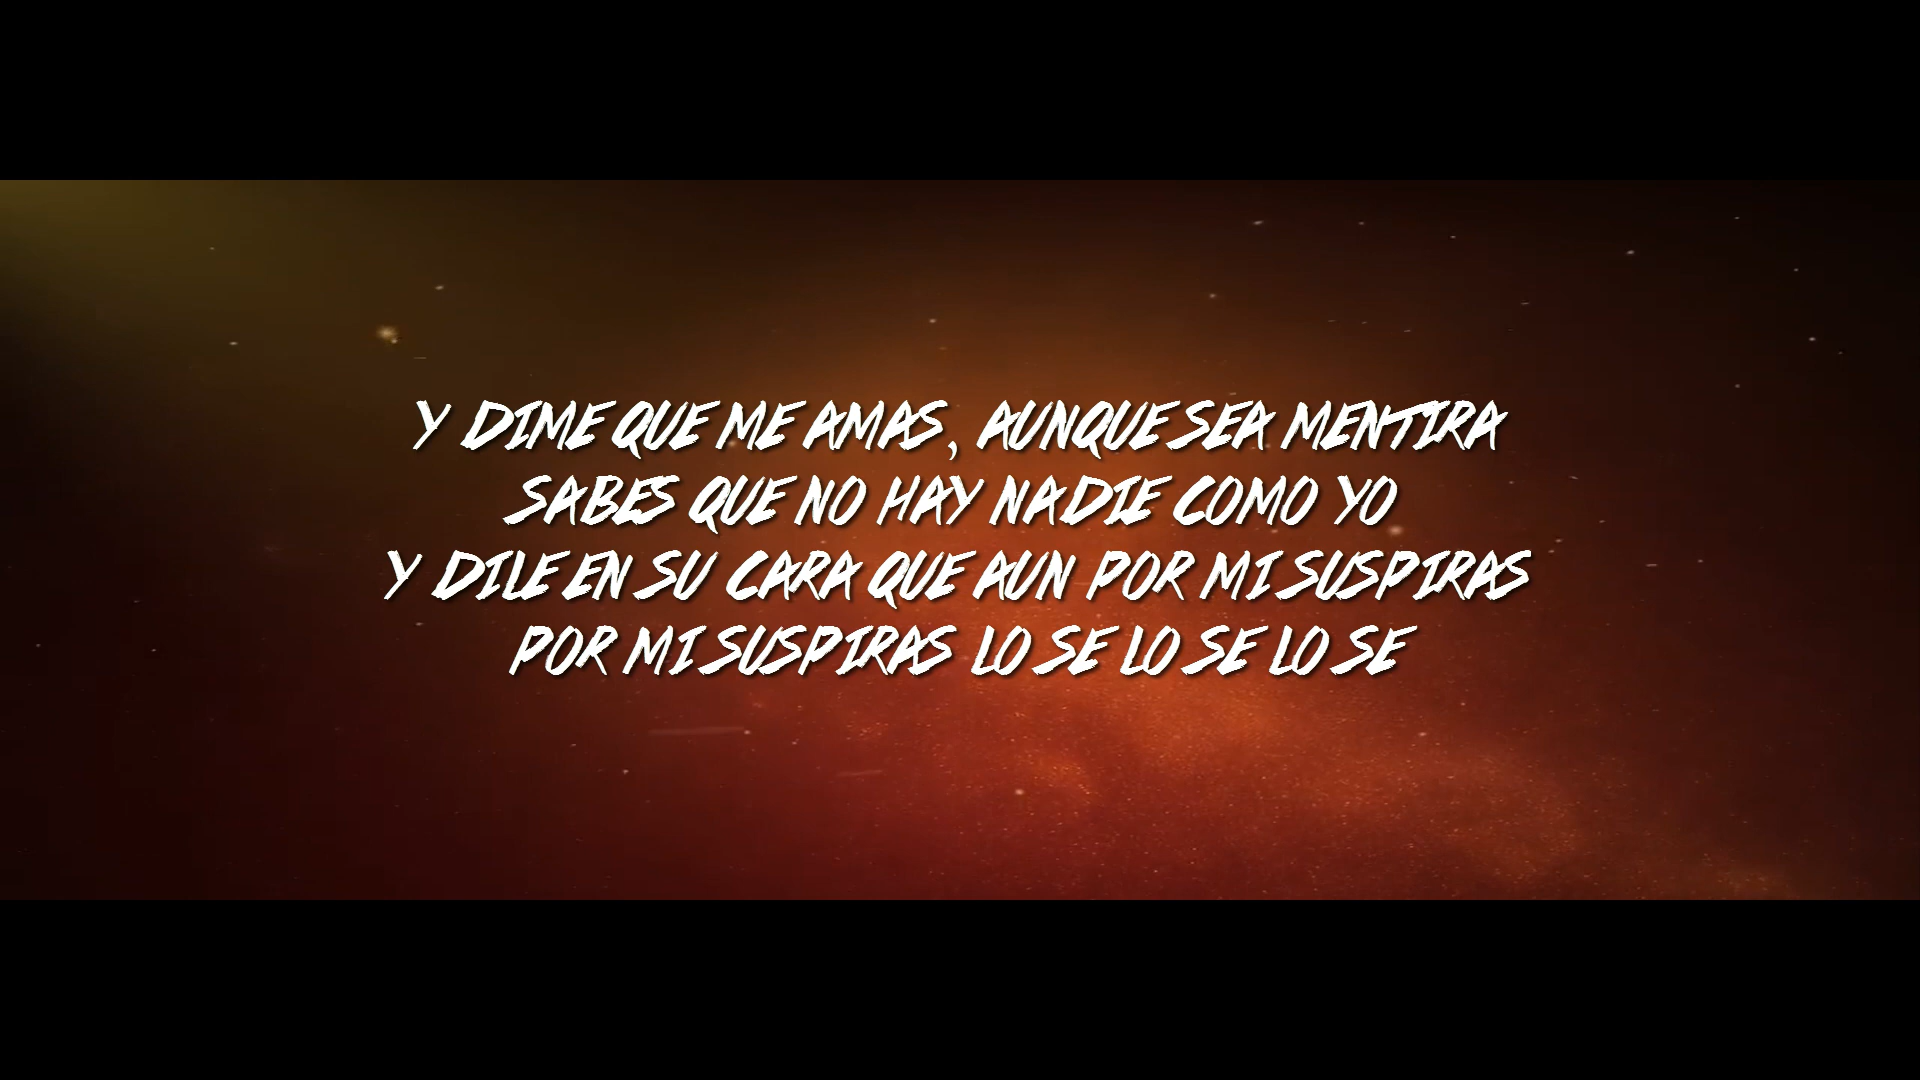 Y DIME QUE ME AMAS, AUNQUE SEA MENTIRA
SABES QUE NO HAY NADIE COMO YO
Y DILE EN SU CARA QUE AUN POR MI SUSPIRAS
POR MI SUSPIRAS LO SE LO SE LO SE